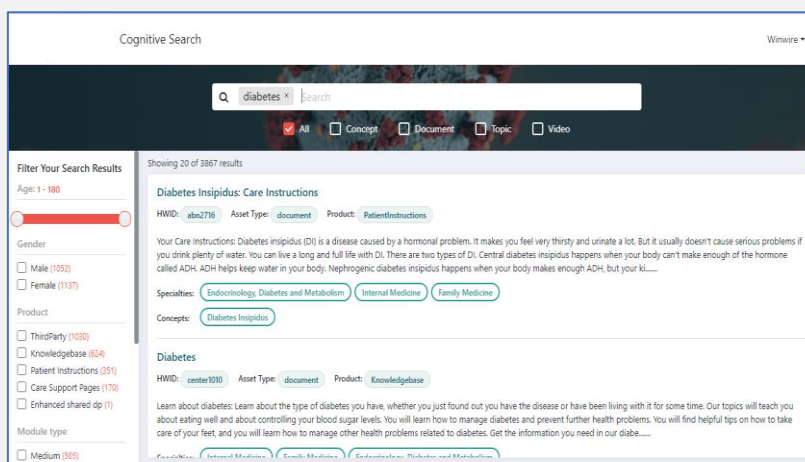 Cognitive Search
Winwire
diabetes × Search
All Concept Document Topic Video
Filter Your Search Results
Age: 1 - 180
Gender
Male (1052)
Female (1137)
Product
ThirdParty (1030)
Knowledgebase (624)
Patient Instructions (351)
Care Support Pages (170)
Enhanced shared dp (1)
Module type
Medium (505)
Showing 20 of 3867 results
Diabetes Insipidus: Care Instructions
HWID: abn2716 Asset Type: document Product: PatientInstructions
Your Care Instructions: Diabetes insipidus (DI) is a disease caused by a hormonal problem. It makes you feel very thirsty and urinate a lot. But it usually doesn't cause serious problems if
you drink plenty of water. You can live a long and full life with DI. There are two types of DI. Central diabetes insipidus happens when your body can't make enough of the hormone
called ADH. ADH helps keep water in your body. Nephrogenic diabetes insipidus happens when your body makes enough ADH, but your ki......
Specialties: Endocrinology, Diabetes and Metabolism Internal Medicine Family Medicine
Concepts: Diabetes Insipidus
Diabetes
HWID: center1010 Asset Type: document Product: Knowledgebase
Learn about diabetes: Learn about the type of diabetes you have, whether you just found out you have the disease or have been living with it for some time. Our topics will teach you
about eating well and about controlling your blood sugar levels. You will learn how to manage diabetes and prevent further health problems. You will find helpful tips on how to take
care of your feet, and you will learn how to manage other health problems related to diabetes. Get the information you need in our diabe......
Specialties: Internal Medicine Family Medicine Endocrinology, Diabetes and Metabolism